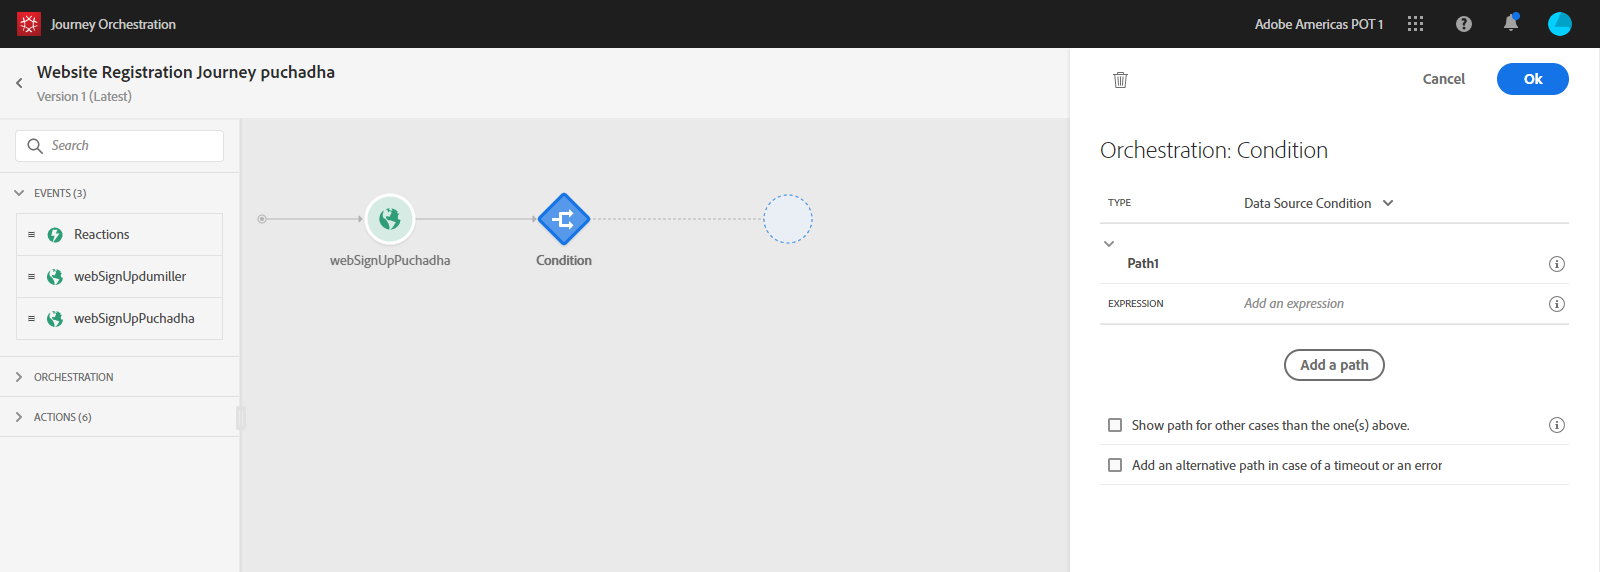 Journey Orchestration
Adobe Americas POT 1
Website Registration Journey puchadha
Version 1 (Latest)
Cancel
Ok
Search
EVENTS (3)
Reactions
webSignUpdumiller
webSignUpPuchadha
ORCHESTRATION
ACTIONS (6)
webSignUpPuchadha
Condition
Orchestration: Condition
TYPE
Data Source Condition
Path1
EXPRESSION
Add an expression
Add a path
Show path for other cases than the one(s) above.
Add an alternative path in case of a timeout or an error